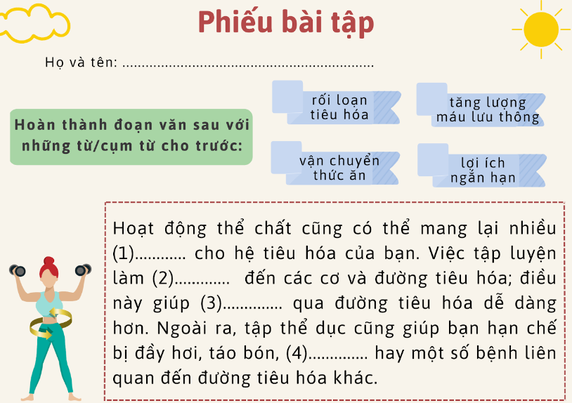 Phiếu bài tập
Họ và tên: ................................................................
Hoàn thành đoạn văn sau với
những từ/cụm từ cho trước:
rối loạn
tiêu hóa
tăng lượng
máu lưu thông
vận chuyển
thức ăn
lợi ích
ngắn hạn
Hoạt động thể chất cũng có thể mang lại nhiều
(1)............ cho hệ tiêu hóa của bạn. Việc tập luyện
làm (2)............. đến các cơ và đường tiêu hóa; điều
này giúp (3).............. qua đường tiêu hóa dễ dàng
hơn. Ngoài ra, tập thể dục cũng giúp bạn hạn chế
bị đầy hơi, táo bón, (4).............. hay một số bệnh liên
quan đến đường tiêu hóa khác.